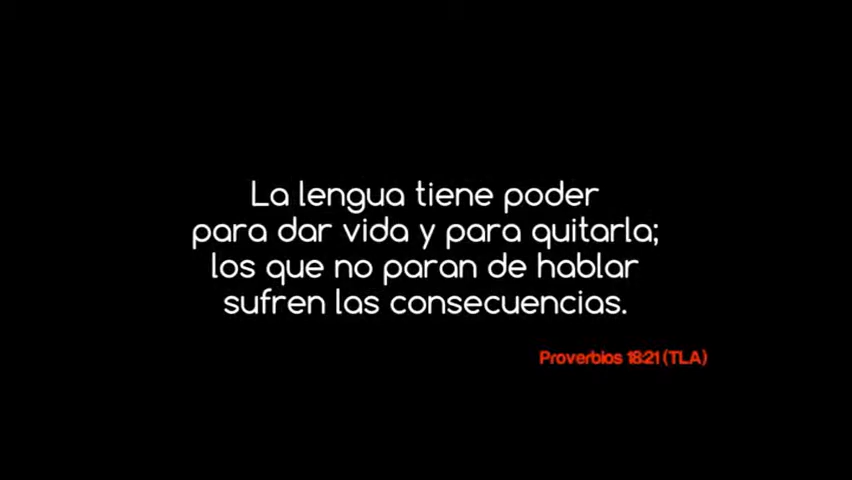 La lengua tiene poder
para dar vida y para quitarla;
los que no paran de hablar
sufren las consecuencias.
Proverbios 18:21 (TLA)